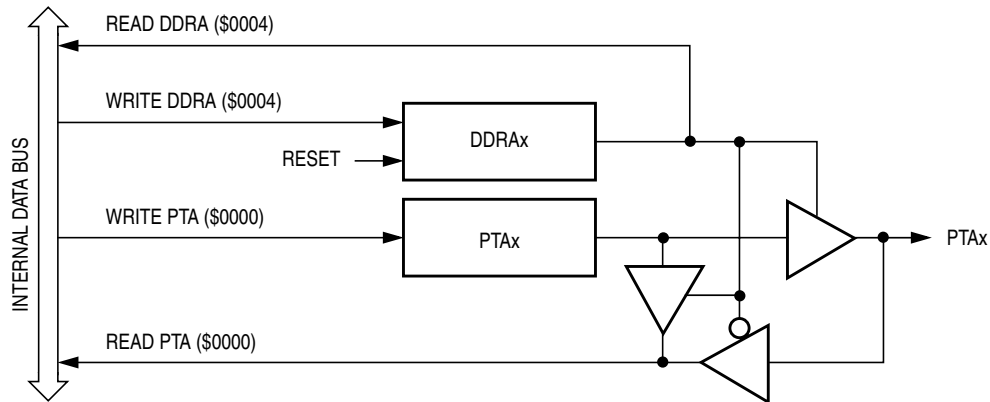 READ DDRA ($0004)
WRITE DDRA ($0004)
DDRAx
RESET
WRITE PTA ($0000)
PTAx
PTAx
INTERNAL DATA BUS
READ PTA ($0000)